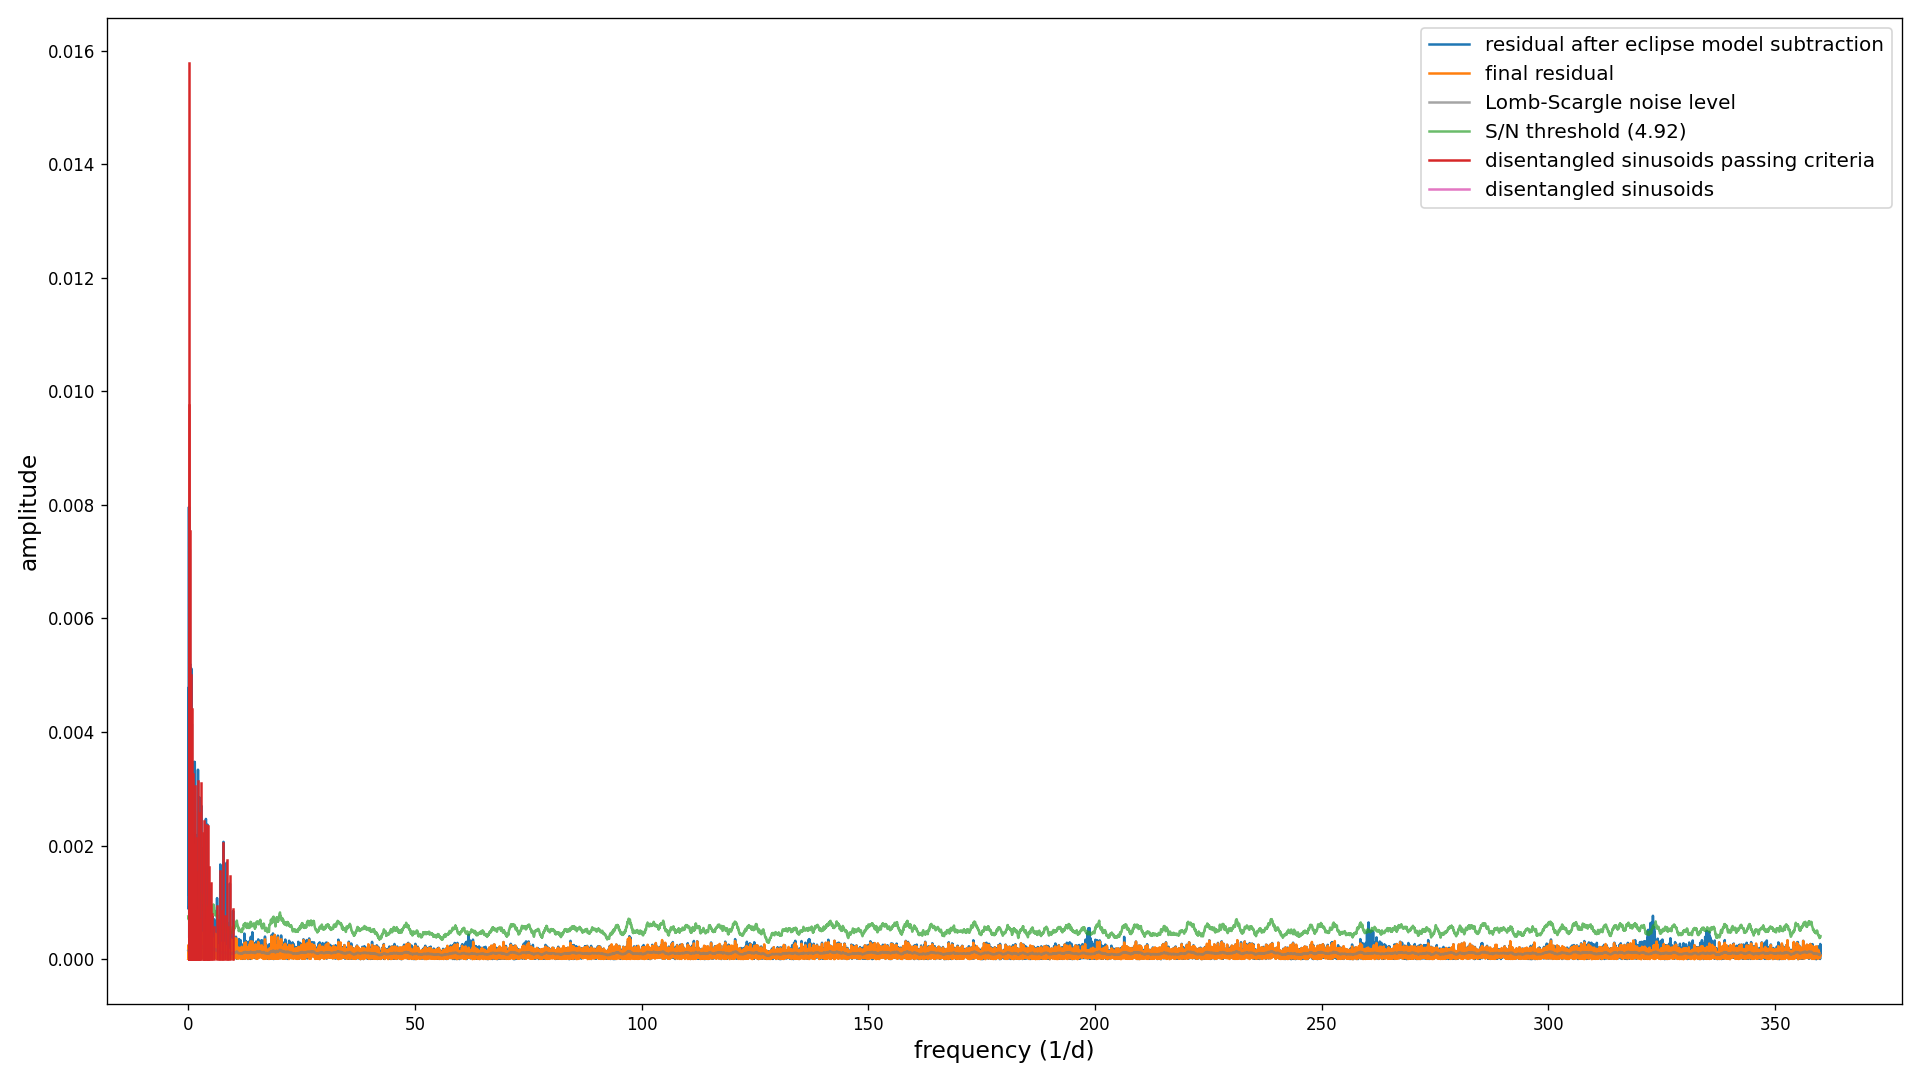 0.016
0.014
0.012
0.010
0.008
0.006
0.004
0.002
0.000
amplitude
0
50
100
150
200
250
300
350
frequency (1/d)
residual after eclipse model subtraction
final residual
Lomb-Scargle noise level
S/N threshold (4.92)
disentangled sinusoids passing criteria
disentangled sinusoids